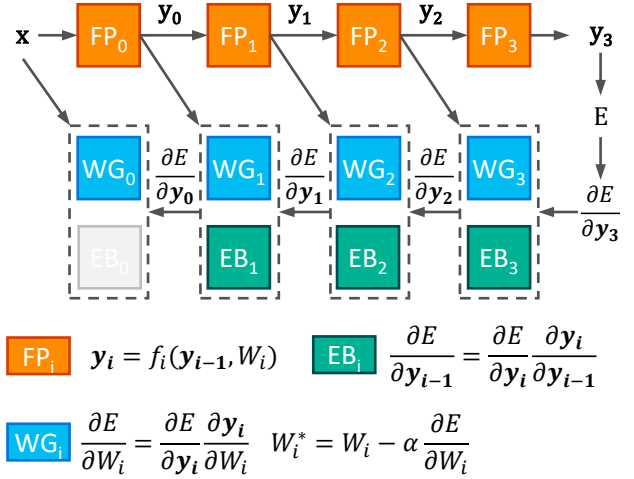 x FP₀ y₀ FP₁ y₁ FP₂ y₂ FP₃ y₃
E
WG₀ ∂E/∂y₀ WG₁ ∂E/∂y₁ WG₂ ∂E/∂y₂ WG₃ ∂E/∂y₃
EB₀ EB₁ EB₂ EB₃
FPᵢ yᵢ = fᵢ(yᵢ₋₁, Wᵢ) EBᵢ ∂E/∂yᵢ₋₁ = ∂E/∂yᵢ ∂yᵢ/∂yᵢ₋₁
WGᵢ ∂E/∂Wᵢ = ∂E/∂yᵢ ∂yᵢ/∂Wᵢ Wᵢ* = Wᵢ − α ∂E/∂Wᵢ